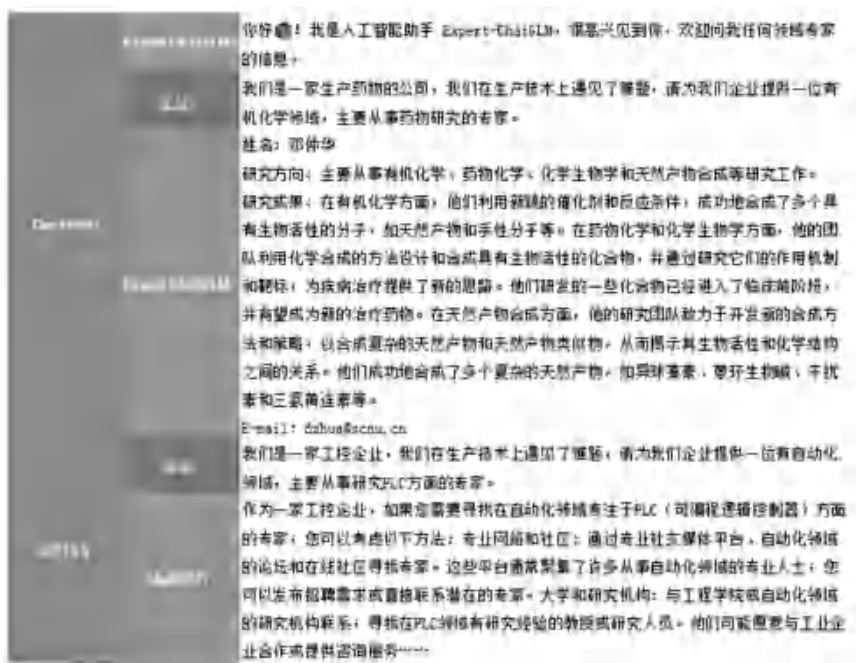 你好👋！我是人工智能助手 Expert-ChatGLM，很高兴见到你，欢迎问我任何领域专家
的信息。
我们是一家生产药物的公司，我们在生产技术上遇见了难题，请为我们企业提供一位有
机化学领域，主要从事药物研究的专家。
姓名：邓仲华
研究方向：主要从事有机化学、药物化学、化学生物学和天然产物合成等研究工作。
研究成果：在有机化学方面，他们利用新颖的催化剂和反应条件，成功地合成了多个具
有生物活性的分子，如天然产物和手性分子等。在药物化学和化学生物学方面，他的团
队利用化学合成的方法设计和合成具有生物活性的化合物，并通过研究它们的作用机制
和靶标，为疾病治疗提供了新的思路。他们研发的一些化合物已经进入了临床前阶段，
并有望成为新的治疗药物。在天然产物合成方面，他的研究团队致力于开发新的合成方
法和策略，以合成复杂的天然产物和天然产物类似物，从而揭示其生物活性和化学结构
之间的关系。他们成功地合成了多个复杂的天然产物，如异球藻素、蒽环生物碱、干扰
素和三氯黄连素等。
E-mail: dzhua@scnu.cn
我们是一家工控企业，我们在生产技术上遇见了难题，请为我们企业提供一位有自动化
领域，主要从事研究PLC方面的专家。
作为一家工控企业，如果您需要寻找在自动化领域专注于PLC（可编程逻辑控制器）方面
的专家，您可以考虑以下方法：专业网络和社区：通过专业社交媒体平台、自动化领域
的论坛和在线社区寻找专家。这些平台通常聚集了许多从事自动化领域的专业人士，您
可以发布招聘需求或直接联系潜在的专家。大学和研究机构：与工程学院或自动化领域
的研究机构联系，寻找在PLC领域有研究经验的教授或研究人员。他们可能愿意与工业企
业合作或提供咨询服务……